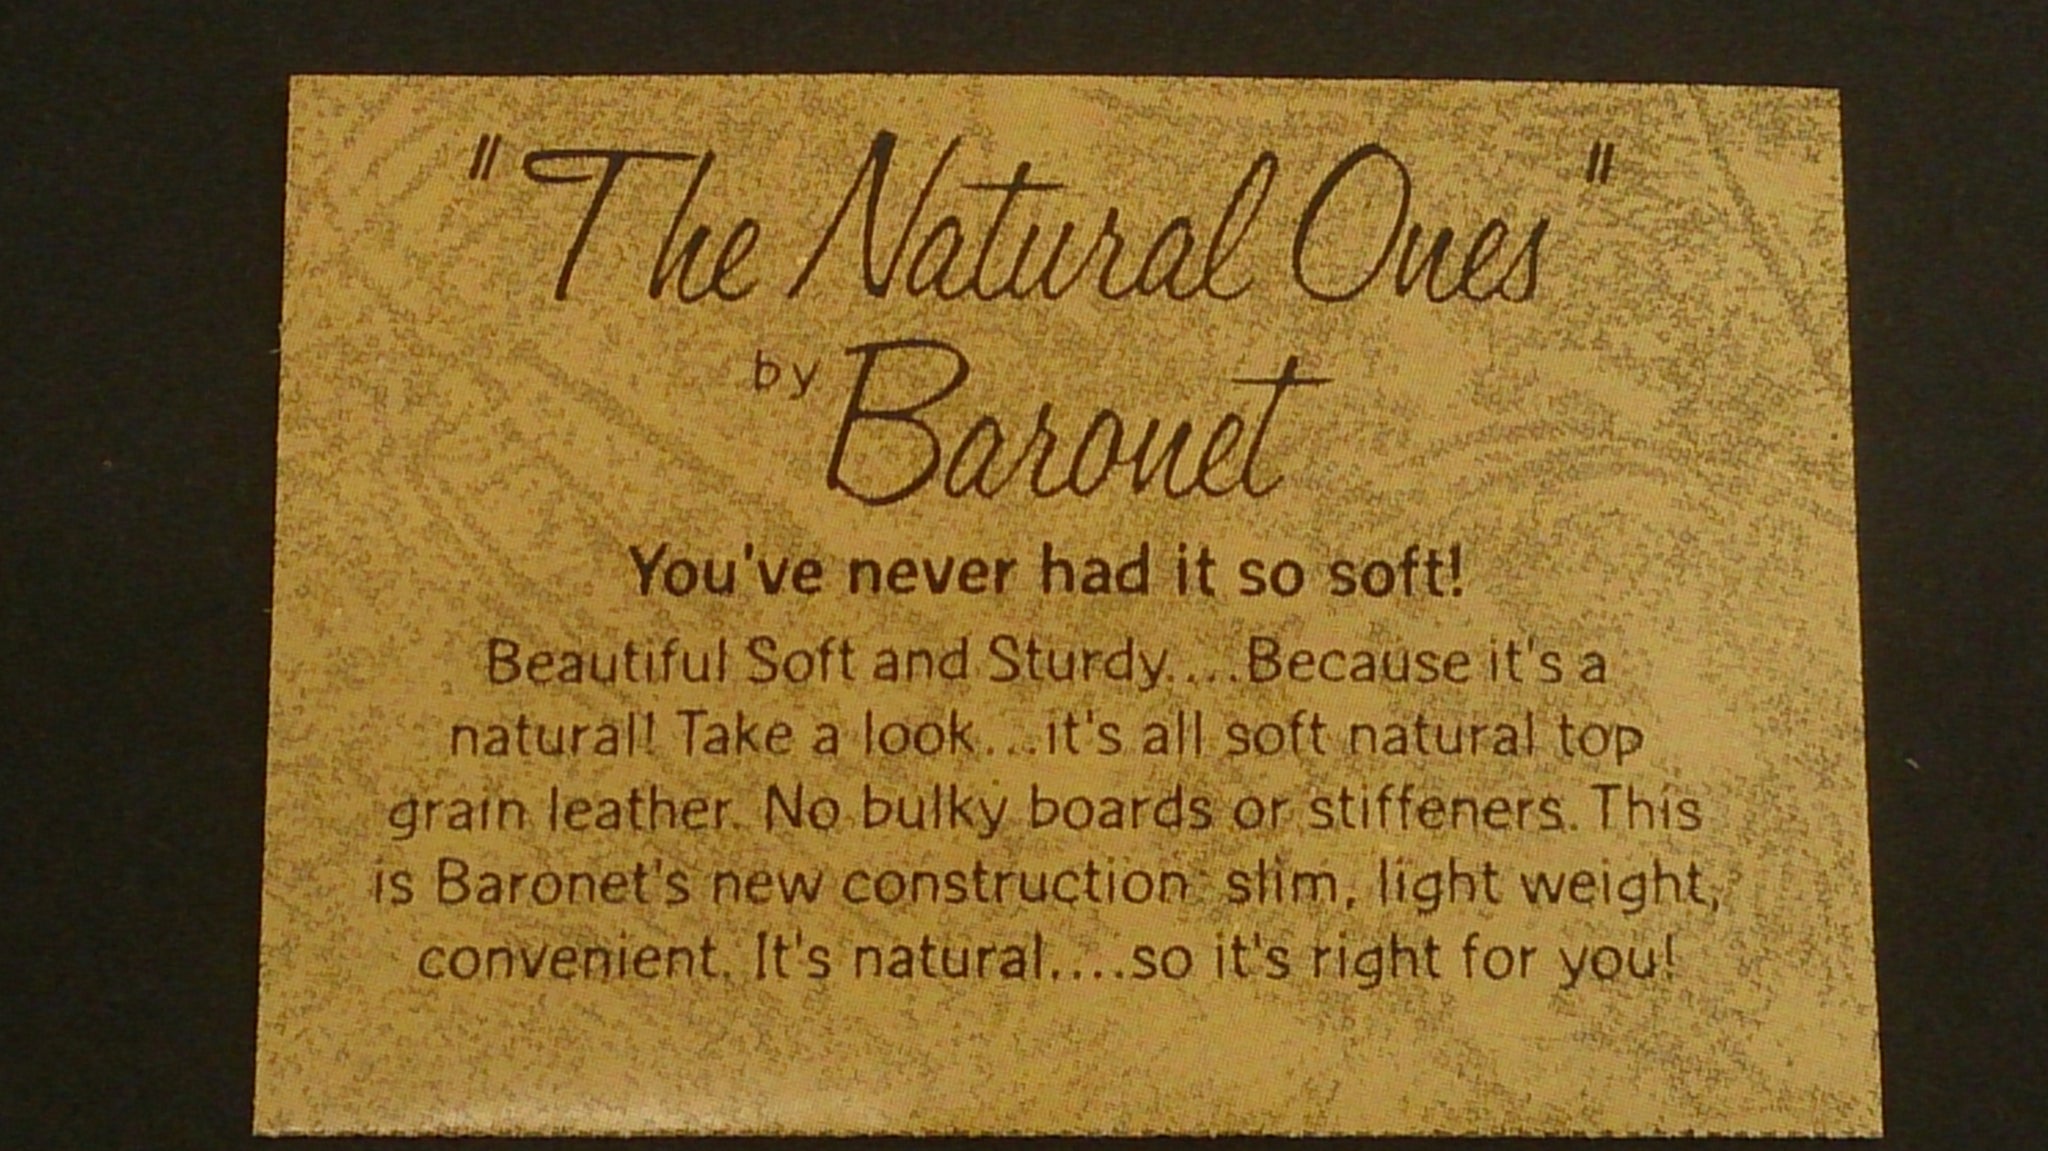 "The Natural Ones"
by Baronet
You've never had it so soft!
Beautiful Soft and Sturdy....Because it's a
natural! Take a look...it's all soft natural top
grain leather. No bulky boards or stiffeners. This
is Baronet's new construction: slim, light weight,
convenient. It's natural....so it's right for you!